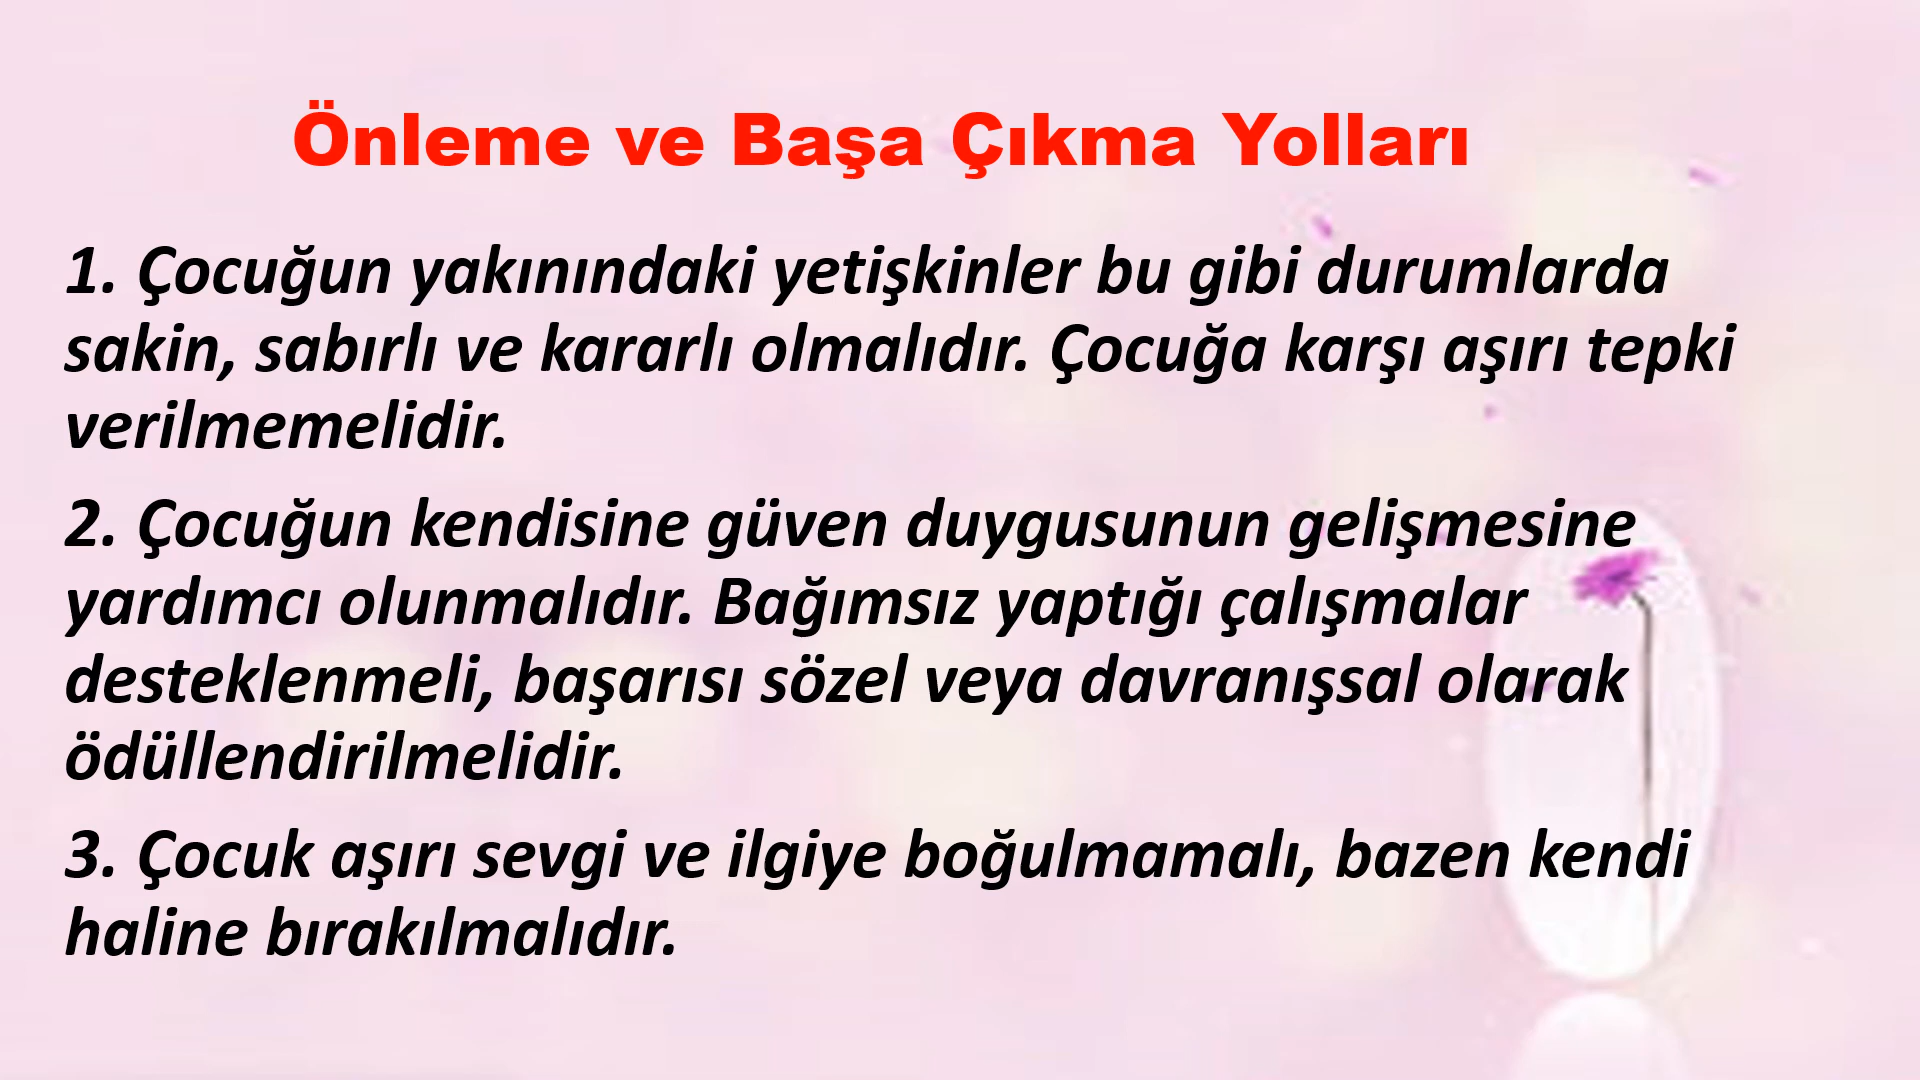 Önleme ve Başa Çıkma Yolları
1. Çocuğun yakınındaki yetişkinler bu gibi durumlarda
sakin, sabırlı ve kararlı olmalıdır. Çocuğa karşı aşırı tepki
verilmemelidir.
2. Çocuğun kendisine güven duygusunun gelişmesine
yardımcı olunmalıdır. Bağımsız yaptığı çalışmalar
desteklenmeli, başarısı sözel veya davranışsal olarak
ödüllendirilmelidir.
3. Çocuk aşırı sevgi ve ilgiye boğulmamalı, bazen kendi
haline bırakılmalıdır.